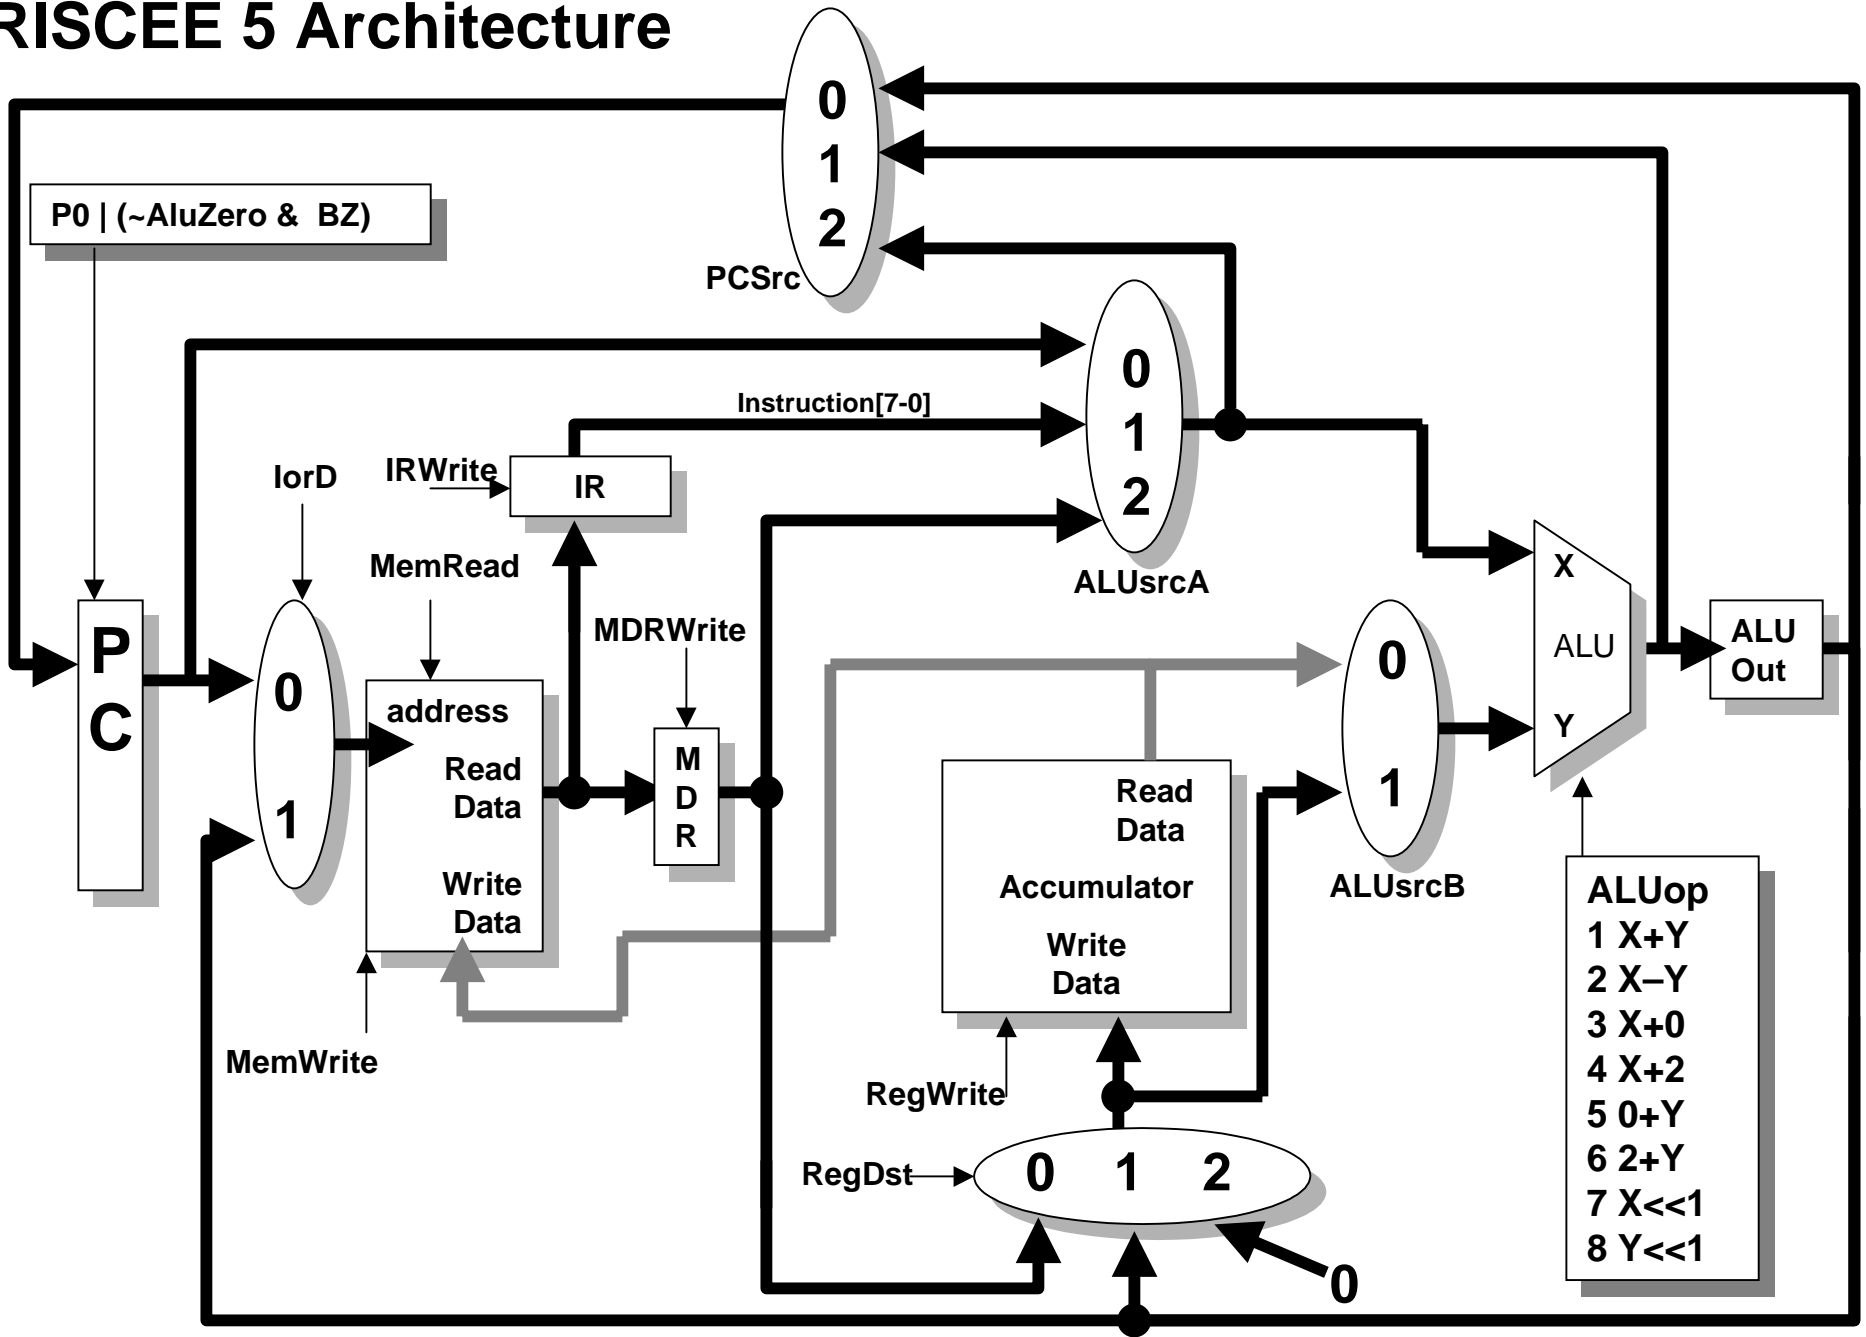 RISCEE 5 Architecture
0
1
2
P0 | (~AluZero & BZ)
PCSrc
0
1
2
Instruction[7-0]
IorD
IRWrite
IR
MemRead
ALUsrcA
X
ALU
Y
MDRWrite
ALU
Out
P
C
0
1
address
Read
Data
Write
Data
M
D
R
0
1
Read
Data
Accumulator
Write
Data
ALUsrcB
ALUop
1 X+Y
2 X–Y
3 X+0
4 X+2
5 0+Y
6 2+Y
7 X<<1
8 Y<<1
MemWrite
RegWrite
RegDst
0 1 2
0